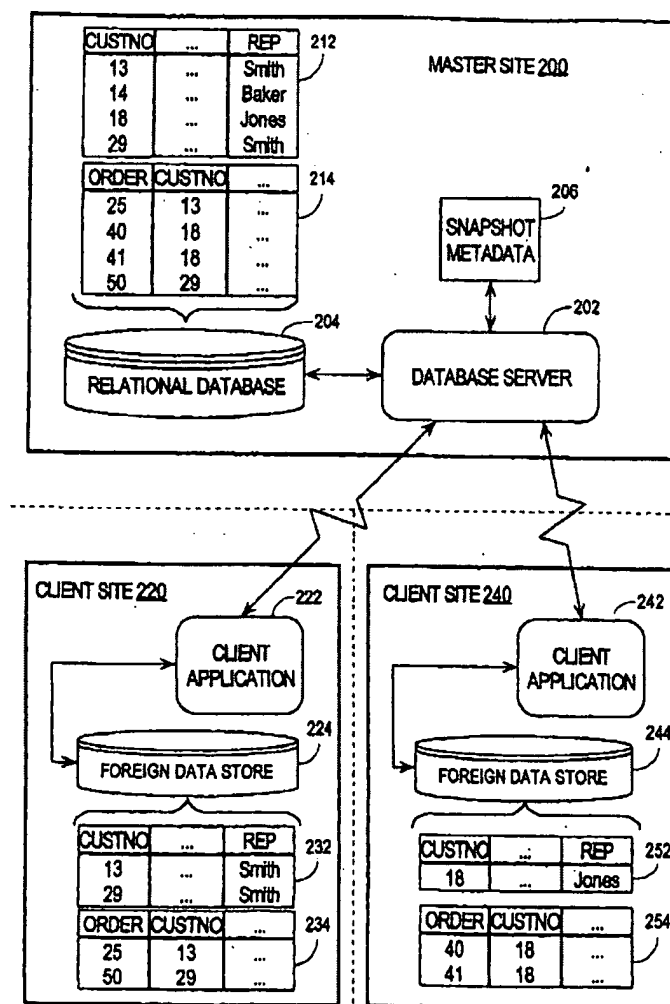 CUSTNO ... REP
13 ... Smith
14 ... Baker
18 ... Jones
29 ... Smith
212
MASTER SITE 200
ORDER CUSTNO ...
25 13 ...
40 18 ...
41 18 ...
50 29 ...
214
206
SNAPSHOT
METADATA
204
RELATIONAL DATABASE
202
DATABASE SERVER
CLIENT SITE 220
222
CLIENT
APPLICATION
224
FOREIGN DATA STORE
CUSTNO ... REP
13 ... Smith
29 ... Smith
232
ORDER CUSTNO ...
25 13 ...
50 29 ...
234
CLIENT SITE 240
242
CLIENT
APPLICATION
244
FOREIGN DATA STORE
CUSTNO ... REP
18 ... Jones
252
ORDER CUSTNO ...
40 18 ...
41 18 ...
254